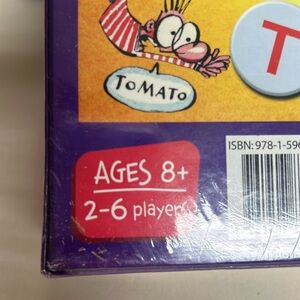 TOMATO
T
ISBN: 978-1-596
AGES 8+
2-6 players